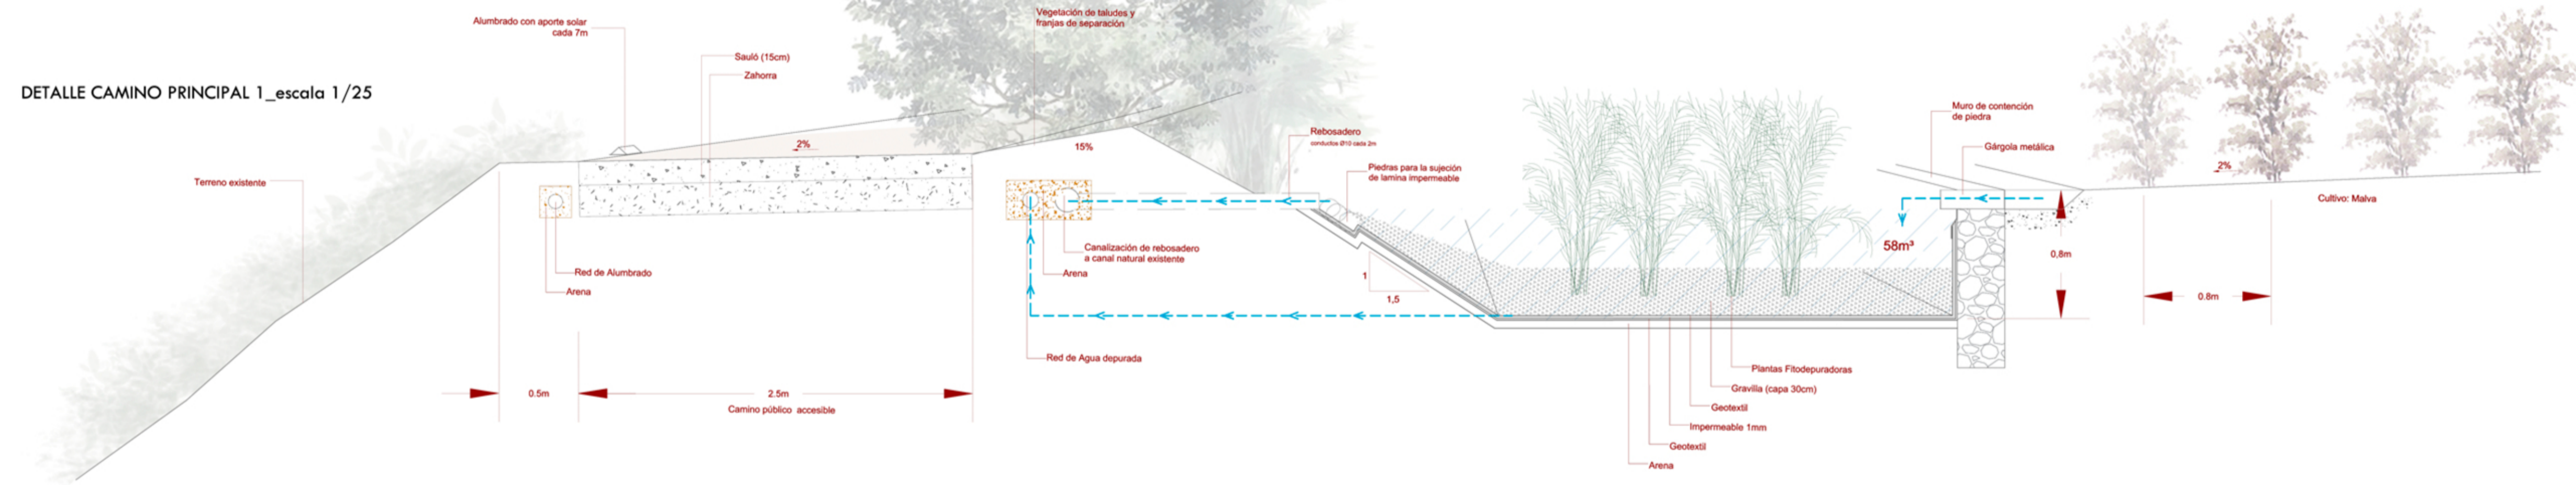 DETALLE CAMINO PRINCIPAL 1_escala 1/25
Alumbrado con aporte solar
cada 7m
Sauló (15cm)
Zahorra
Terreno existente
2%
Vegetación de taludes y
franjas de separación
15%
Rebosadero
conductos Ø10 cada 2m
Piedras para la sujeción
de lamina impermeable
Muro de contención
de piedra
Gárgola metálica
2%
Cultivo: Malva
58m³
0,8m
0.8m
Canalización de rebosadero
a canal natural existente
Arena
Red de Alumbrado
Arena
1
1,5
Red de Agua depurada
Plantas Fitodepuradoras
Gravilla (capa 30cm)
Geotextil
Impermeable 1mm
Geotextil
Arena
0.5m
2.5m
Camino público accesible